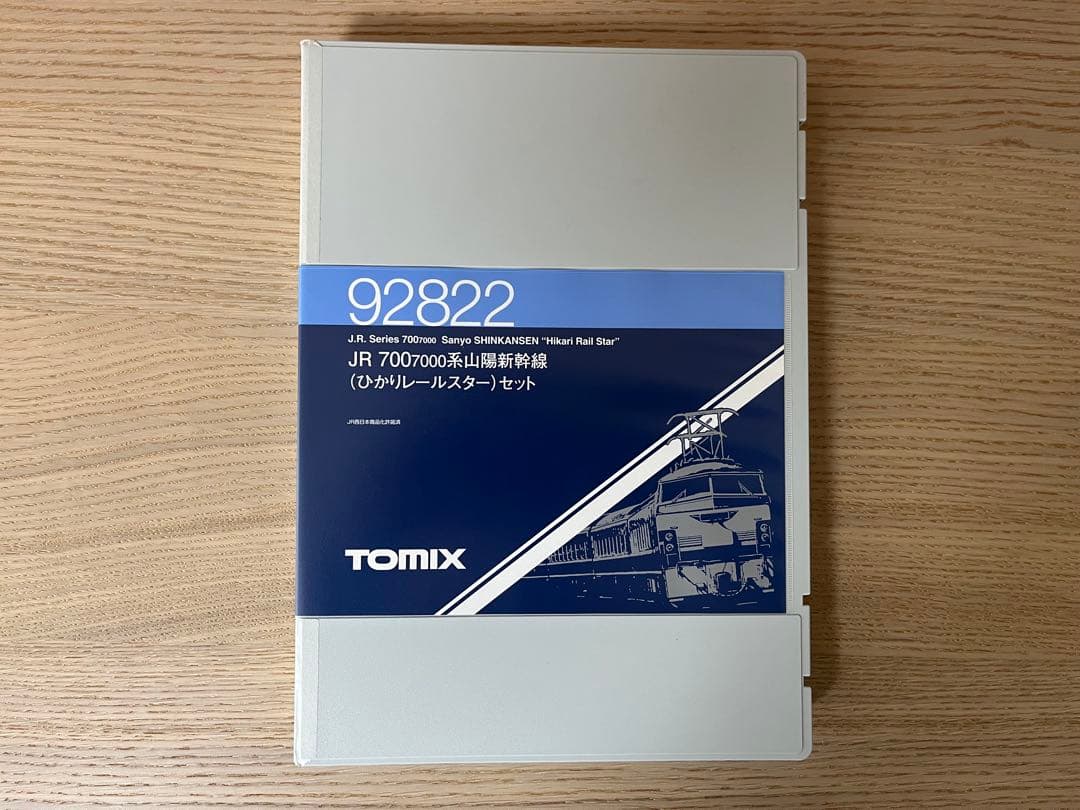 92822
J.R. Series 7007000 Sanyo SHINKANSEN “Hikari Rail Star”
JR 7007000系山陽新幹線
(ひかりレールスター)セット
JR西日本商品化許諾済
TOMIX